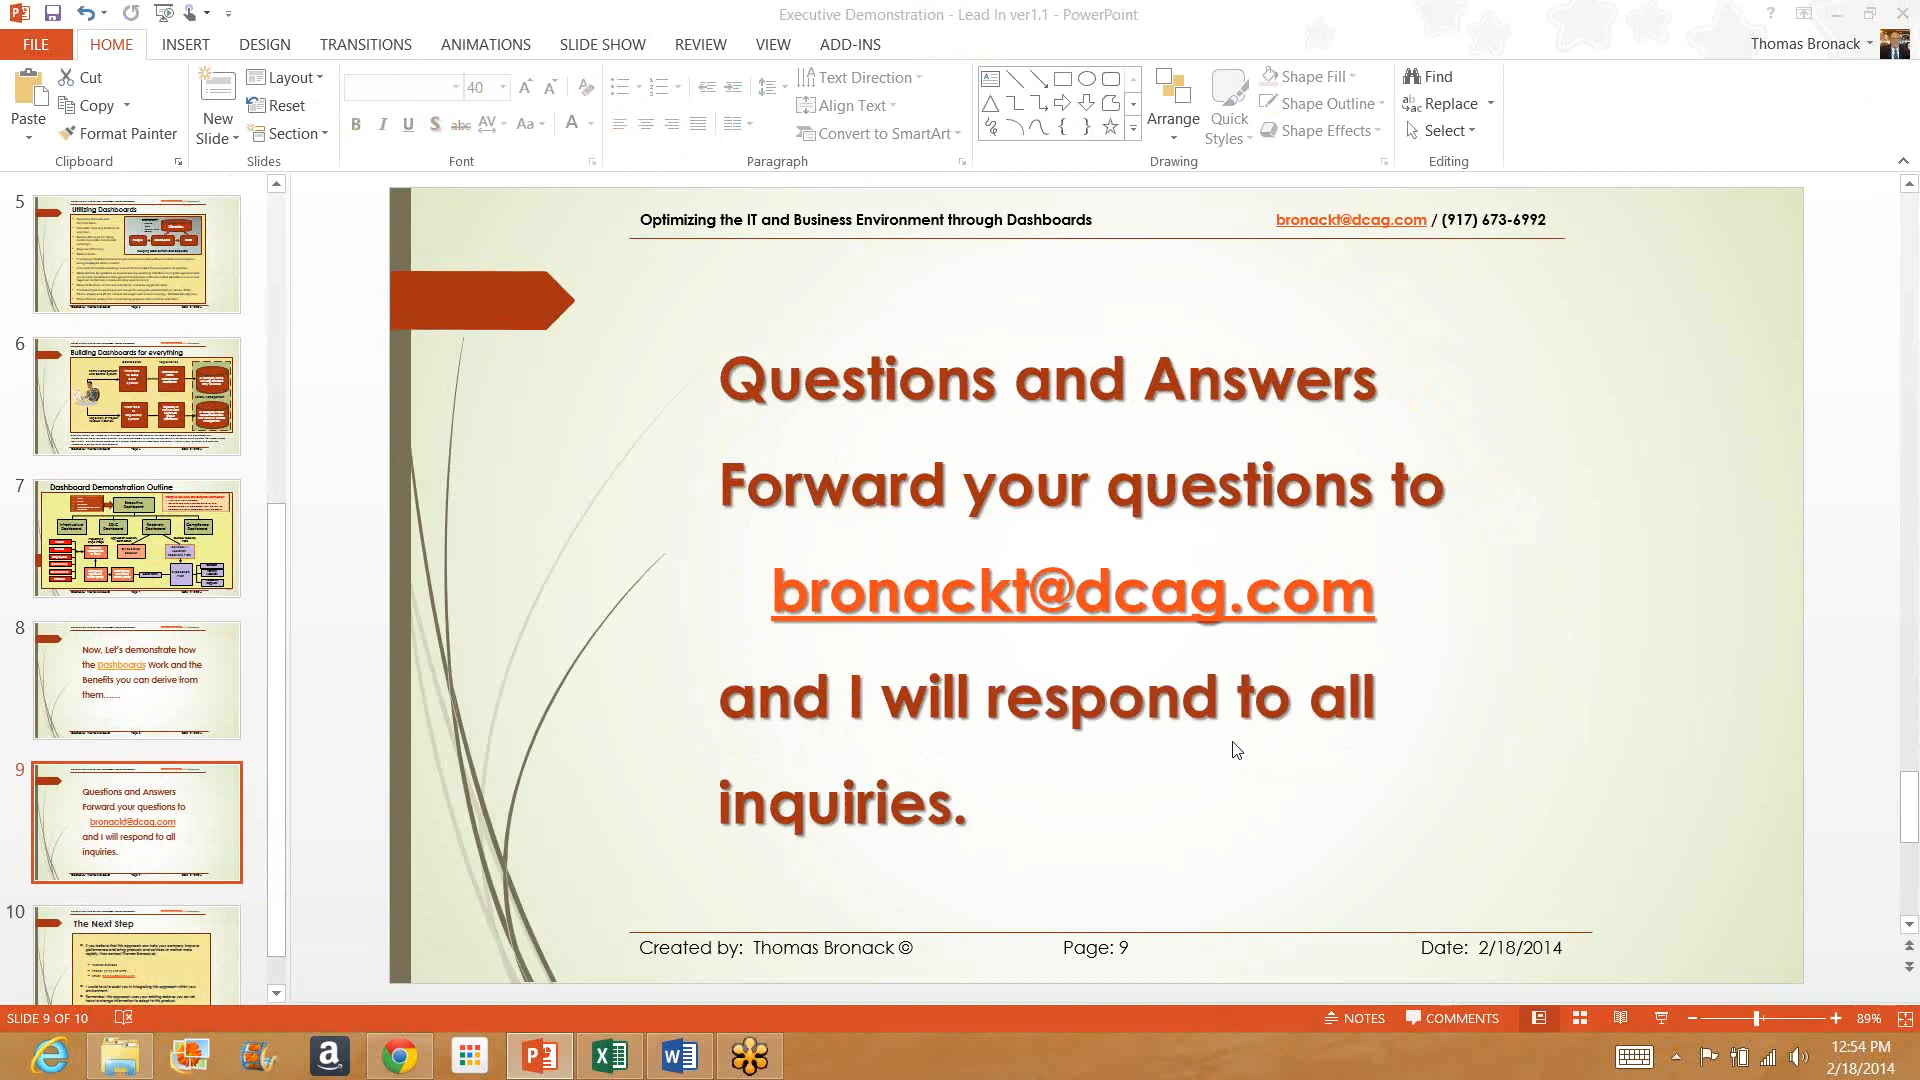 Executive Demonstration - Lead In ver1.1 - PowerPoint
FILE HOME INSERT DESIGN TRANSITIONS ANIMATIONS SLIDE SHOW REVIEW VIEW ADD-INS
Thomas Bronack
Cut
Copy
Format Painter
Paste
Clipboard
New
Slide
Layout
Reset
Section
Slides
40
Font
Text Direction
Align Text
Convert to SmartArt
Paragraph
Arrange
Quick
Styles
Shape Fill
Shape Outline
Shape Effects
Drawing
Find
Replace
Select
Editing
5
Utilizing Dashboards
6
Building Dashboards for everything
7
Dashboard Demonstration Outline
8
Now, Let's demonstrate how
the Dashboards Work and the
Benefits you can derive from
them......
9
Questions and Answers
Forward your questions to
bronackt@dcag.com
and I will respond to all
inquiries.
10
The Next Step
Optimizing the IT and Business Environment through Dashboards
bronackt@dcag.com / (917) 673-6992
Questions and Answers
Forward your questions to
bronackt@dcag.com
and I will respond to all
inquiries.
Created by: Thomas Bronack © Page: 9 Date: 2/18/2014
SLIDE 9 OF 10
NOTES COMMENTS 89%
12:54 PM
2/18/2014